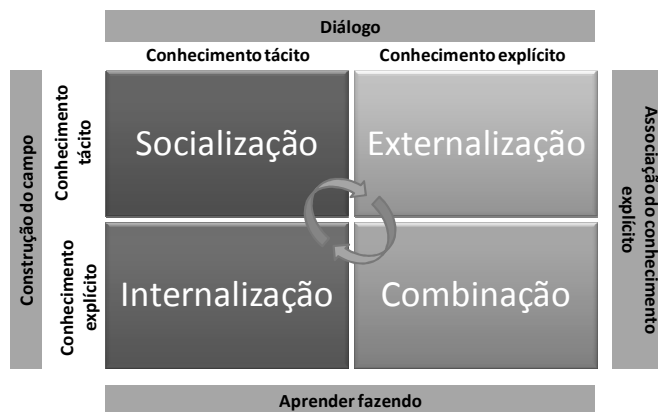 Diálogo
Conhecimento tácito
Conhecimento explícito
Construção do campo
Conhecimento
tácito
Socialização
Externalização
Conhecimento
explícito
Internalização
Combinação
Associação do conhecimento
explícito
Aprender fazendo